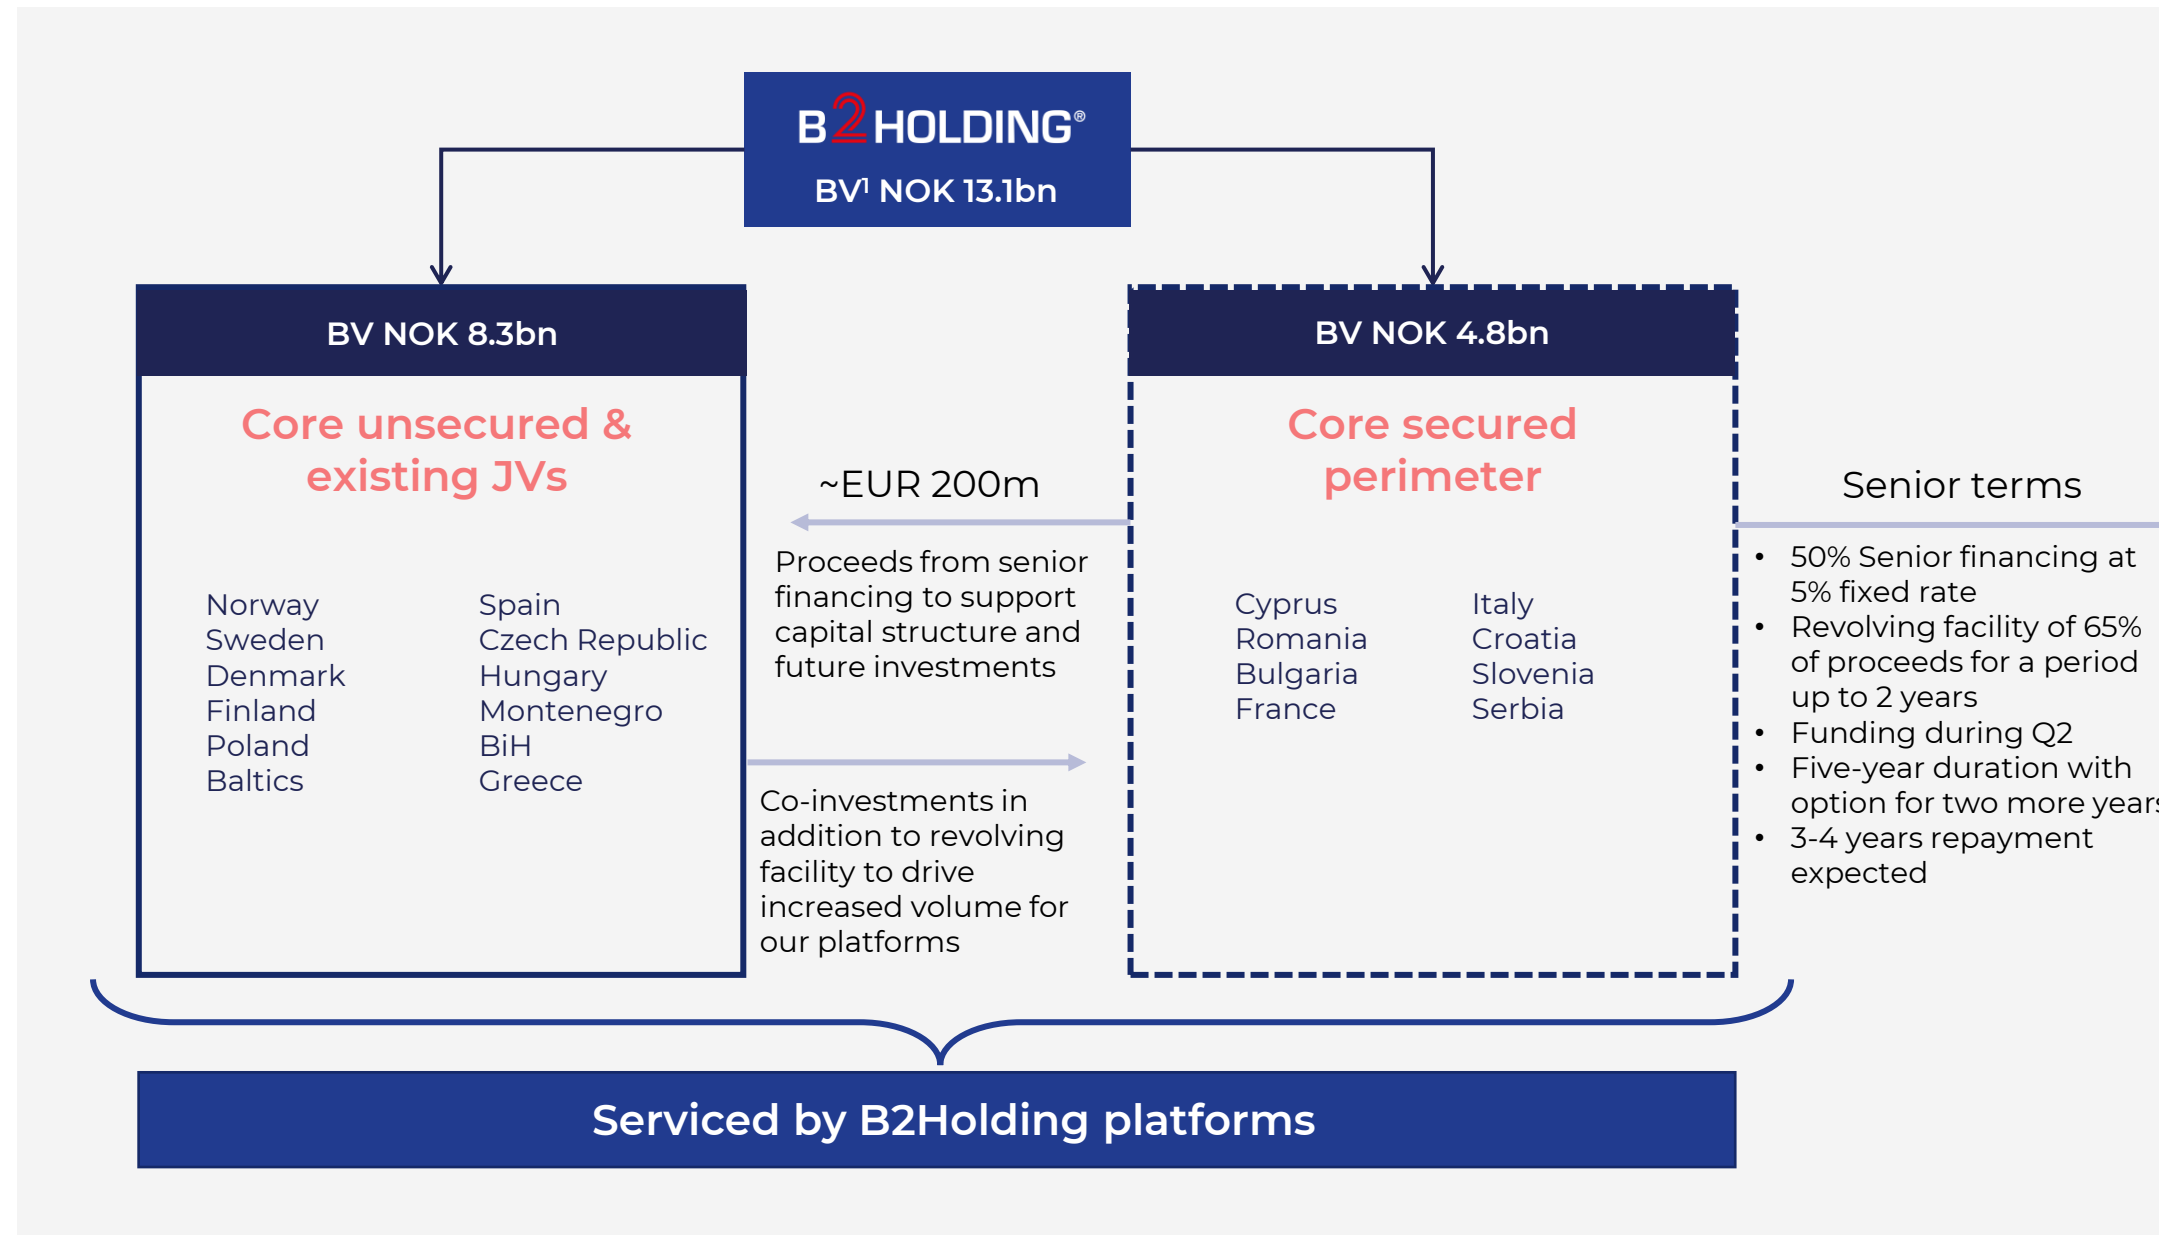 B2HOLDING®
BV¹ NOK 13.1bn
BV NOK 8.3bn
Core unsecured &
existing JVs
Norway
Sweden
Denmark
Finland
Poland
Baltics
Spain
Czech Republic
Hungary
Montenegro
BiH
Greece
~EUR 200m
Proceeds from senior
financing to support
capital structure and
future investments
Co-investments in
addition to revolving
facility to drive
increased volume for
our platforms
BV NOK 4.8bn
Core secured
perimeter
Cyprus
Romania
Bulgaria
France
Italy
Croatia
Slovenia
Serbia
Senior terms
• 50% Senior financing at
5% fixed rate
• Revolving facility of 65%
of proceeds for a period
up to 2 years
• Funding during Q2
• Five-year duration with
option for two more years
• 3-4 years repayment
expected
Serviced by B2Holding platforms